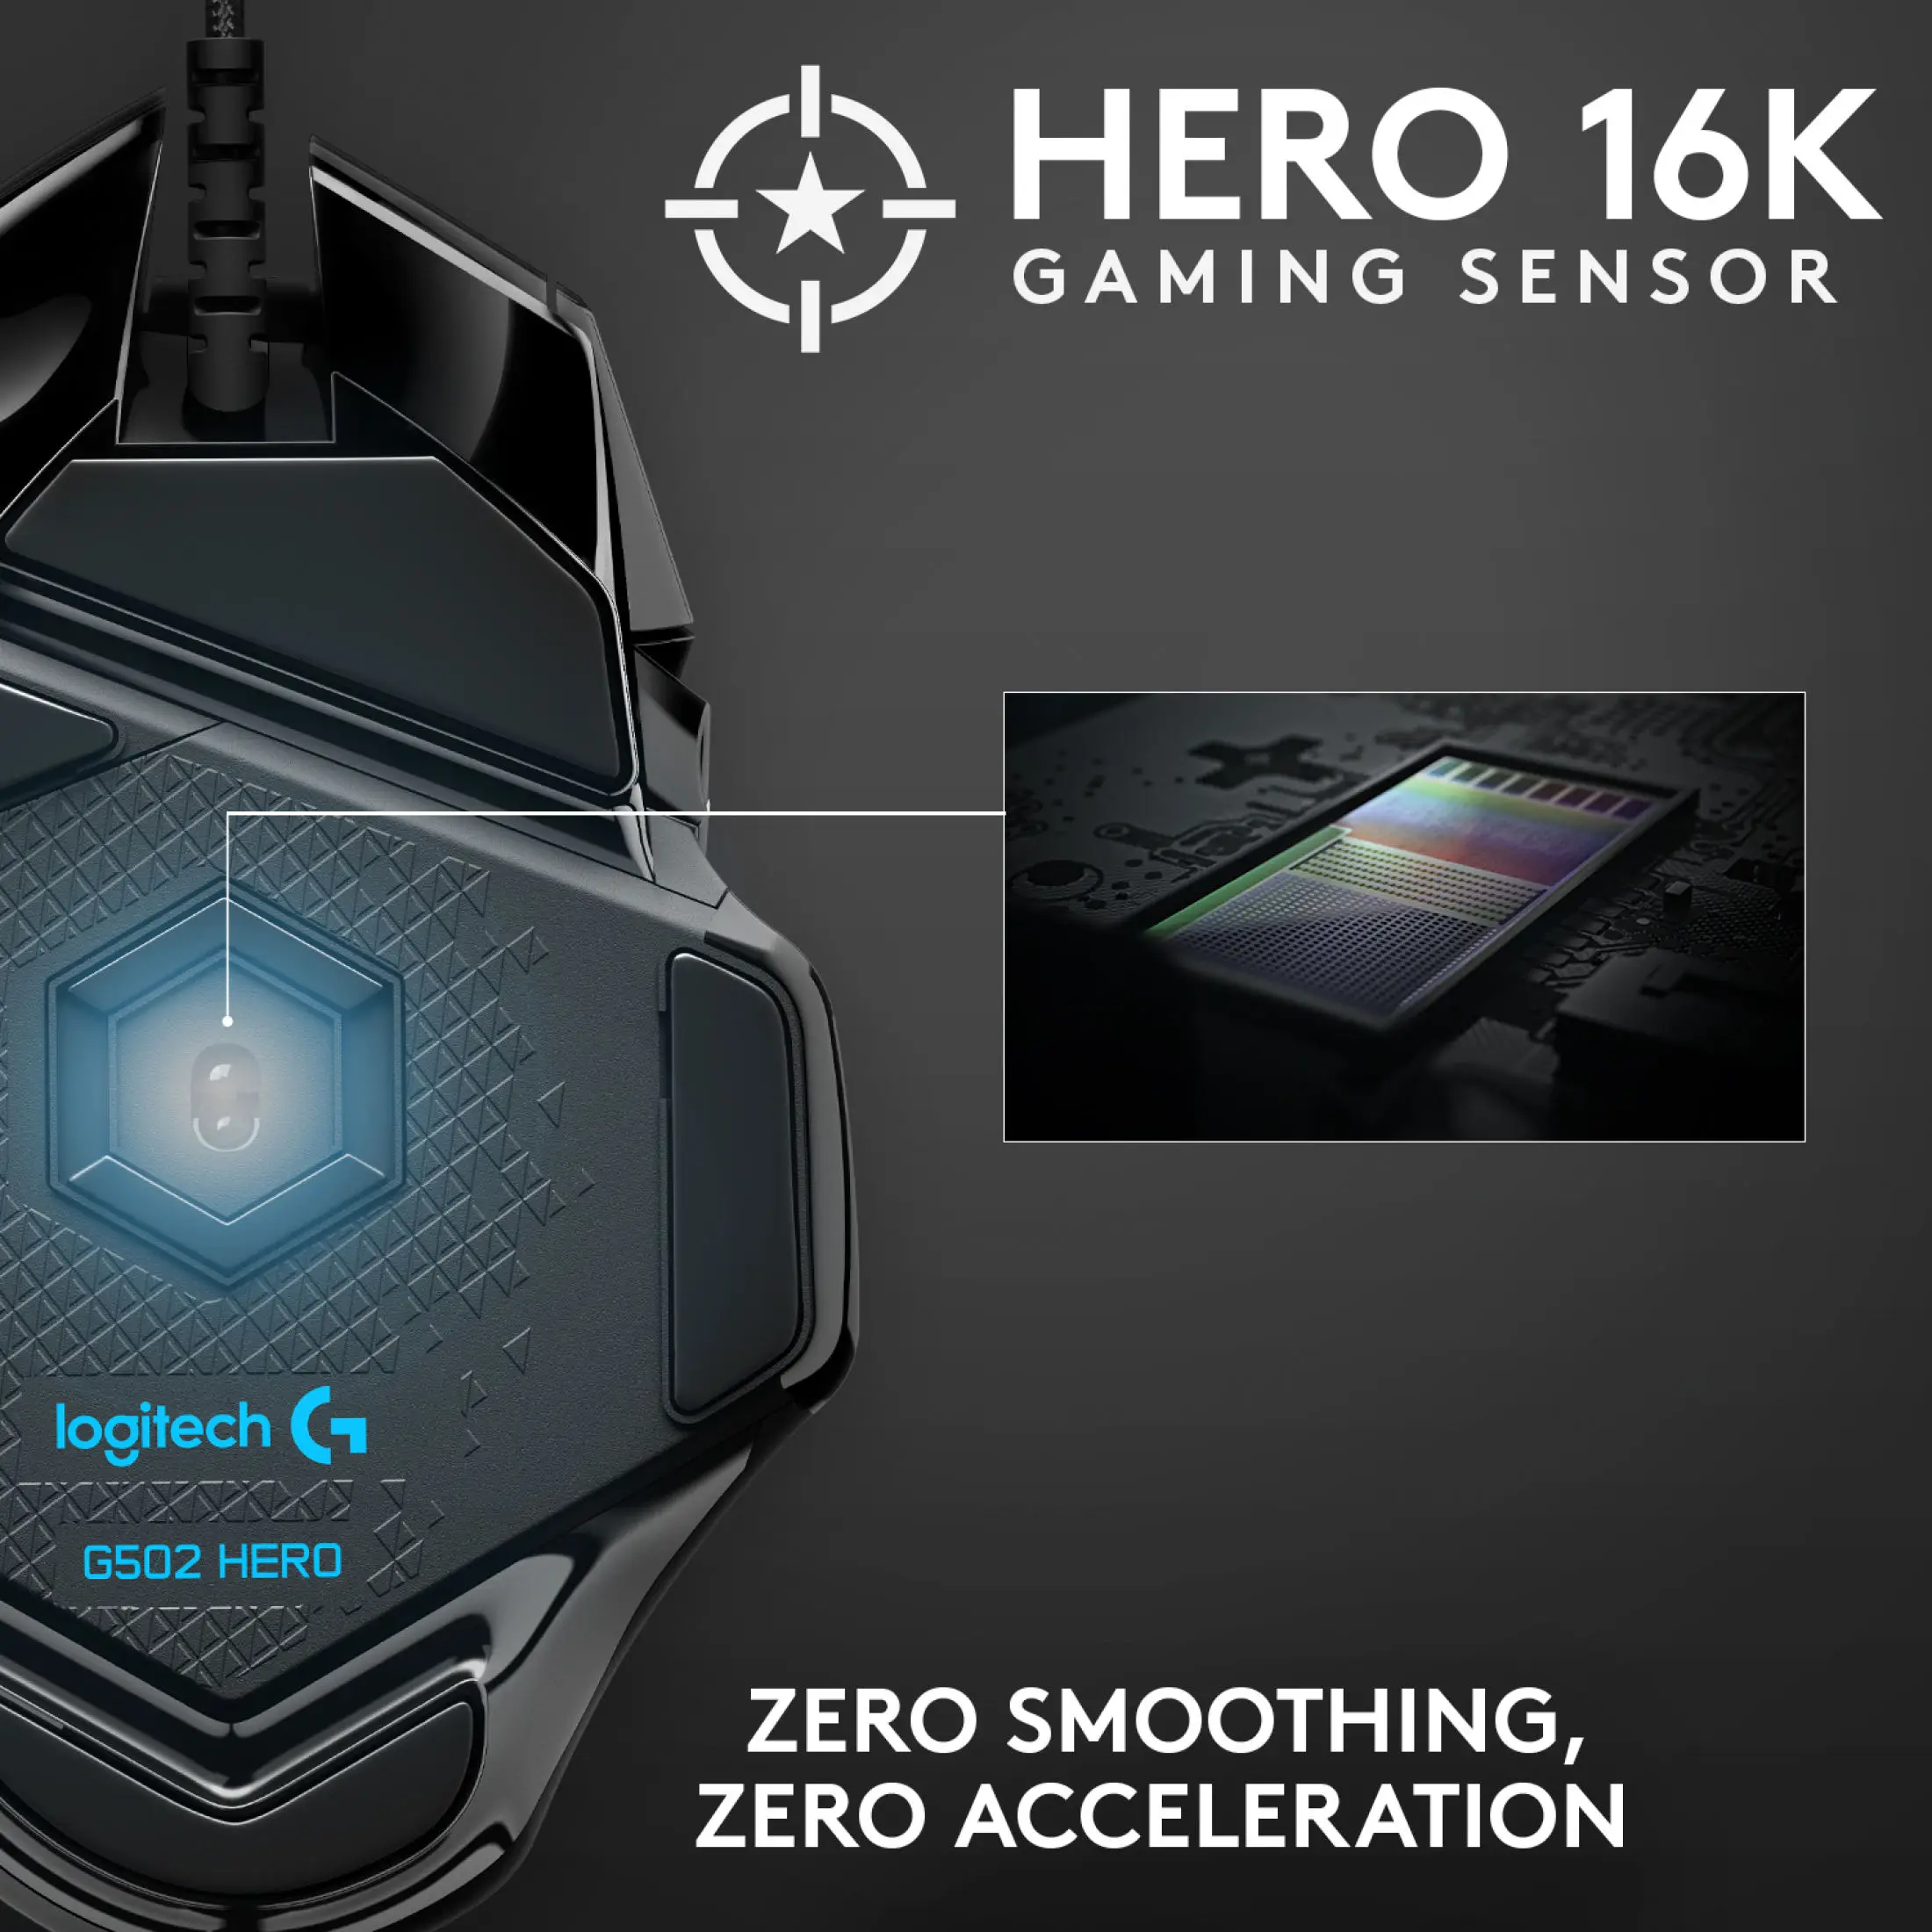 HERO 16K
GAMING SENSOR
logitech G
G502 HERO
ZERO SMOOTHING,
ZERO ACCELERATION